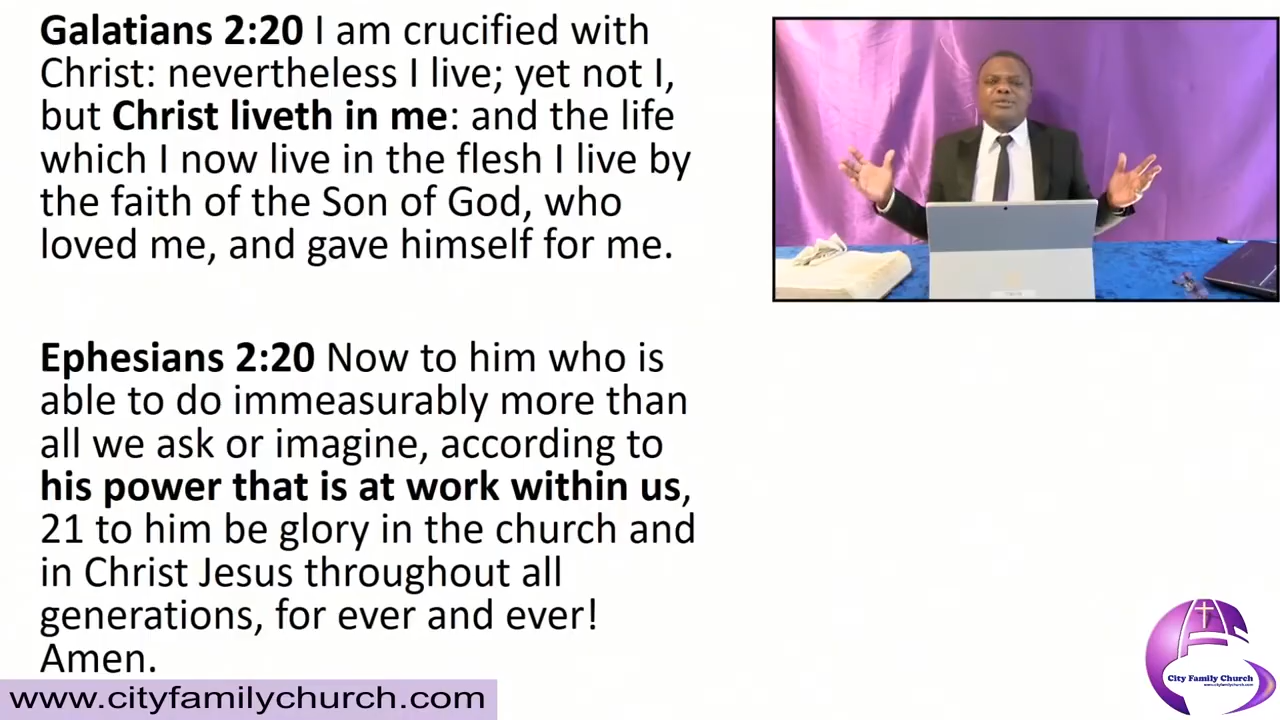 Galatians 2:20 I am crucified with
Christ: nevertheless I live; yet not I,
but Christ liveth in me: and the life
which I now live in the flesh I live by
the faith of the Son of God, who
loved me, and gave himself for me.
Ephesians 2:20 Now to him who is
able to do immeasurably more than
all we ask or imagine, according to
his power that is at work within us,
21 to him be glory in the church and
in Christ Jesus throughout all
generations, for ever and ever!
Amen.
www.cityfamilychurch.com
City Family Church
www.cityfamilychurch.com